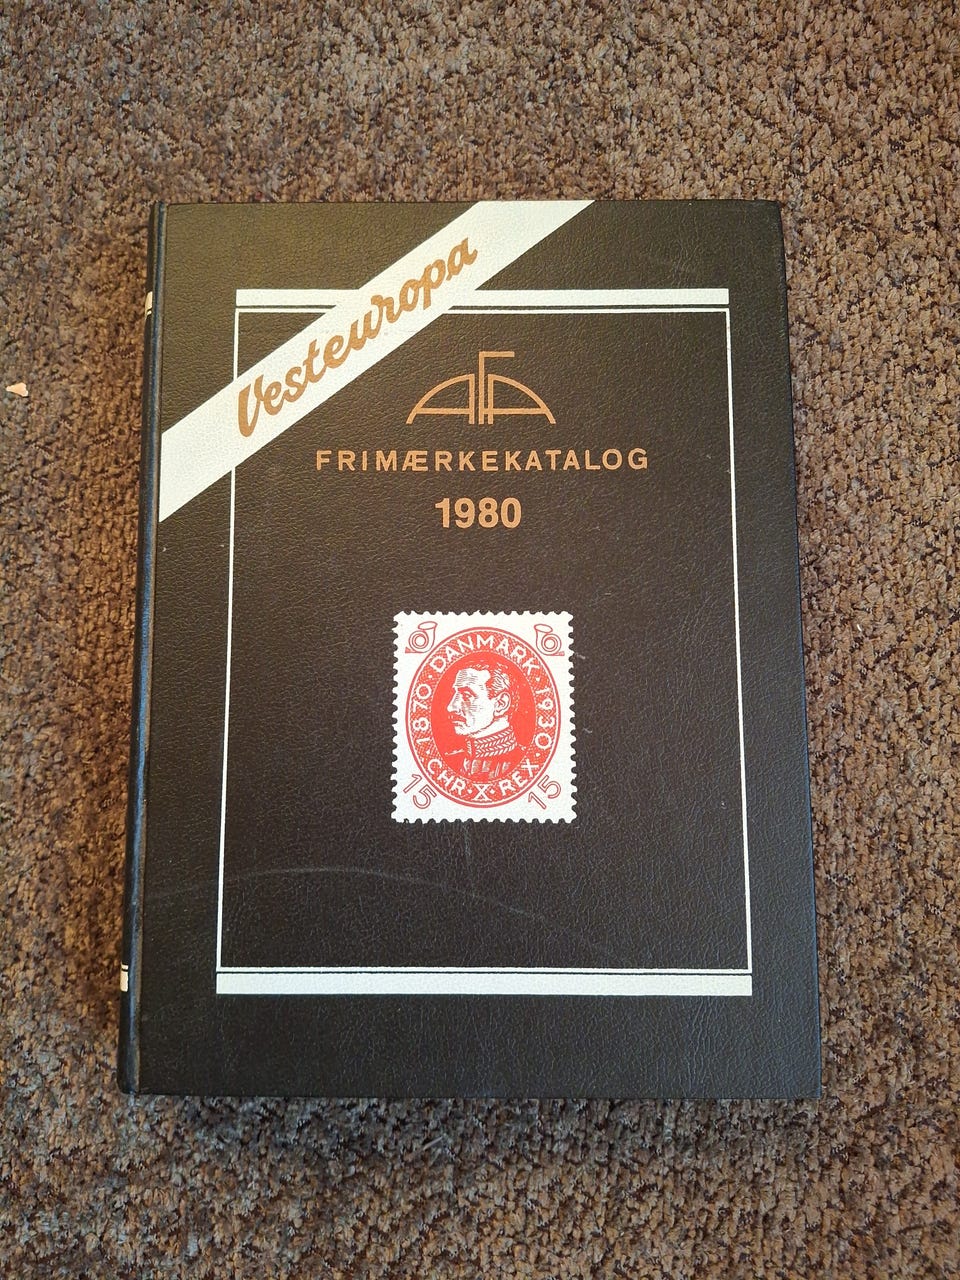 Vesteuropa
AFA
FRIMÆRKEKATALOG
1980
DANMARK
1870 1930
CHR · X · REX
15 15